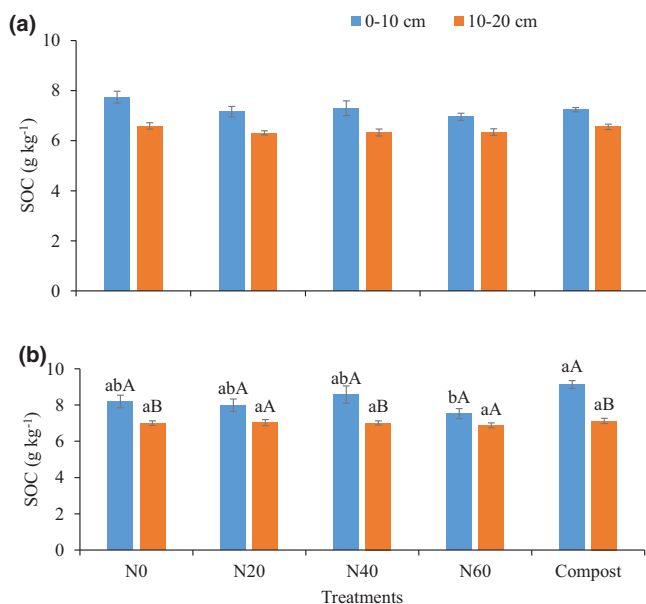 (a)
0-10 cm 10-20 cm
10
8
6
4
2
0
SOC (g kg-1)
(b)
10
8
6
4
2
0
SOC (g kg-1)
abA aB abA aA abA aB bA aA aA aB
N0 N20 N40 N60 Compost
Treatments